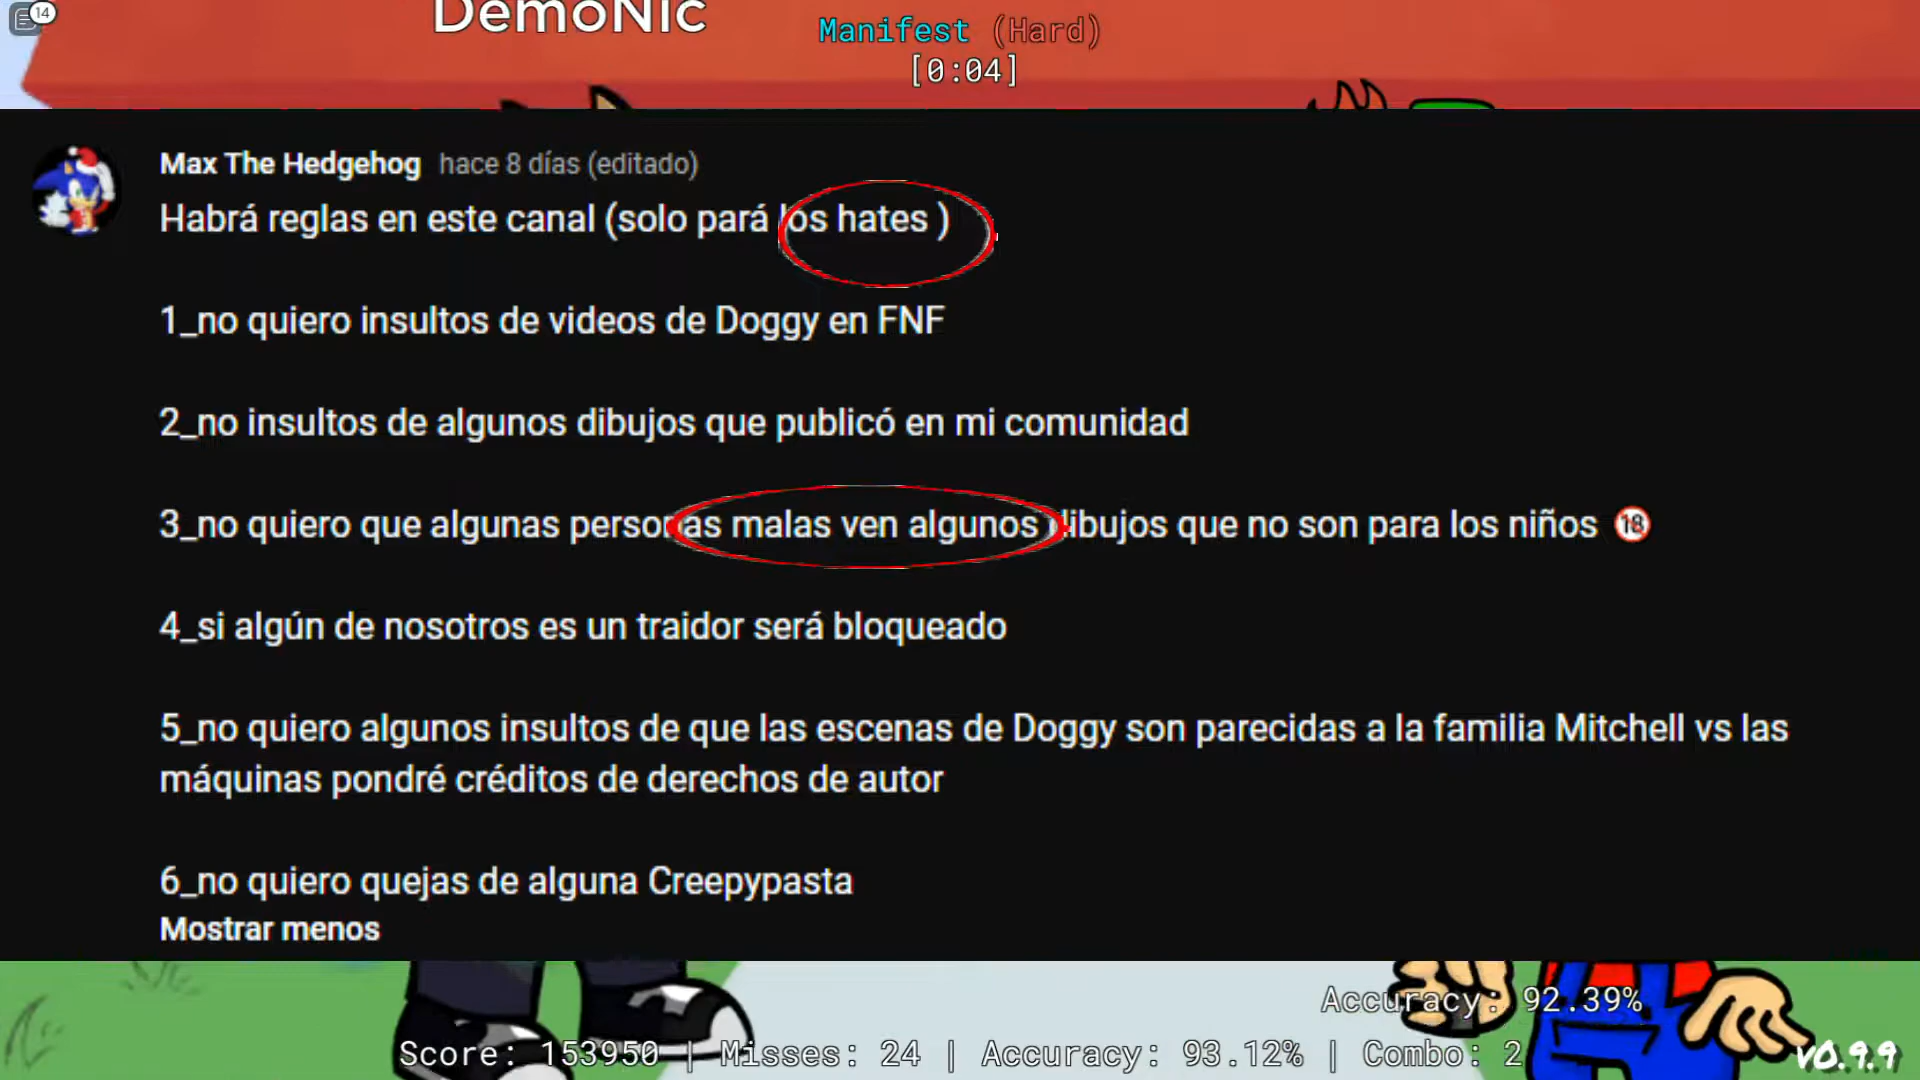 14
DemoNic
Manifest (Hard)
[0:04]
Max The Hedgehog hace 8 días (editado)
Habrá reglas en este canal (solo pará los hates )
1_no quiero insultos de videos de Doggy en FNF
2_no insultos de algunos dibujos que publicó en mi comunidad
3_no quiero que algunas personas malas ven algunos dibujos que no son para los niños 🔞
4_si algún de nosotros es un traidor será bloqueado
5_no quiero algunos insultos de que las escenas de Doggy son parecidas a la familia Mitchell vs las
máquinas pondré créditos de derechos de autor
6_no quiero quejas de alguna Creepypasta
Mostrar menos
Accuracy: 92.39%
Score: 153950 | Misses: 24 | Accuracy: 93.12% | Combo: 2
v0.9.9